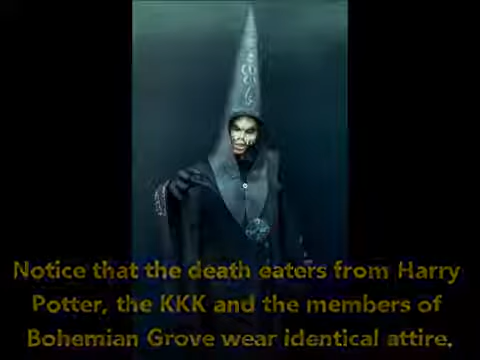 Notice that the death eaters from Harry
Potter, the KKK and the members of
Bohemian Grove wear identical attire.